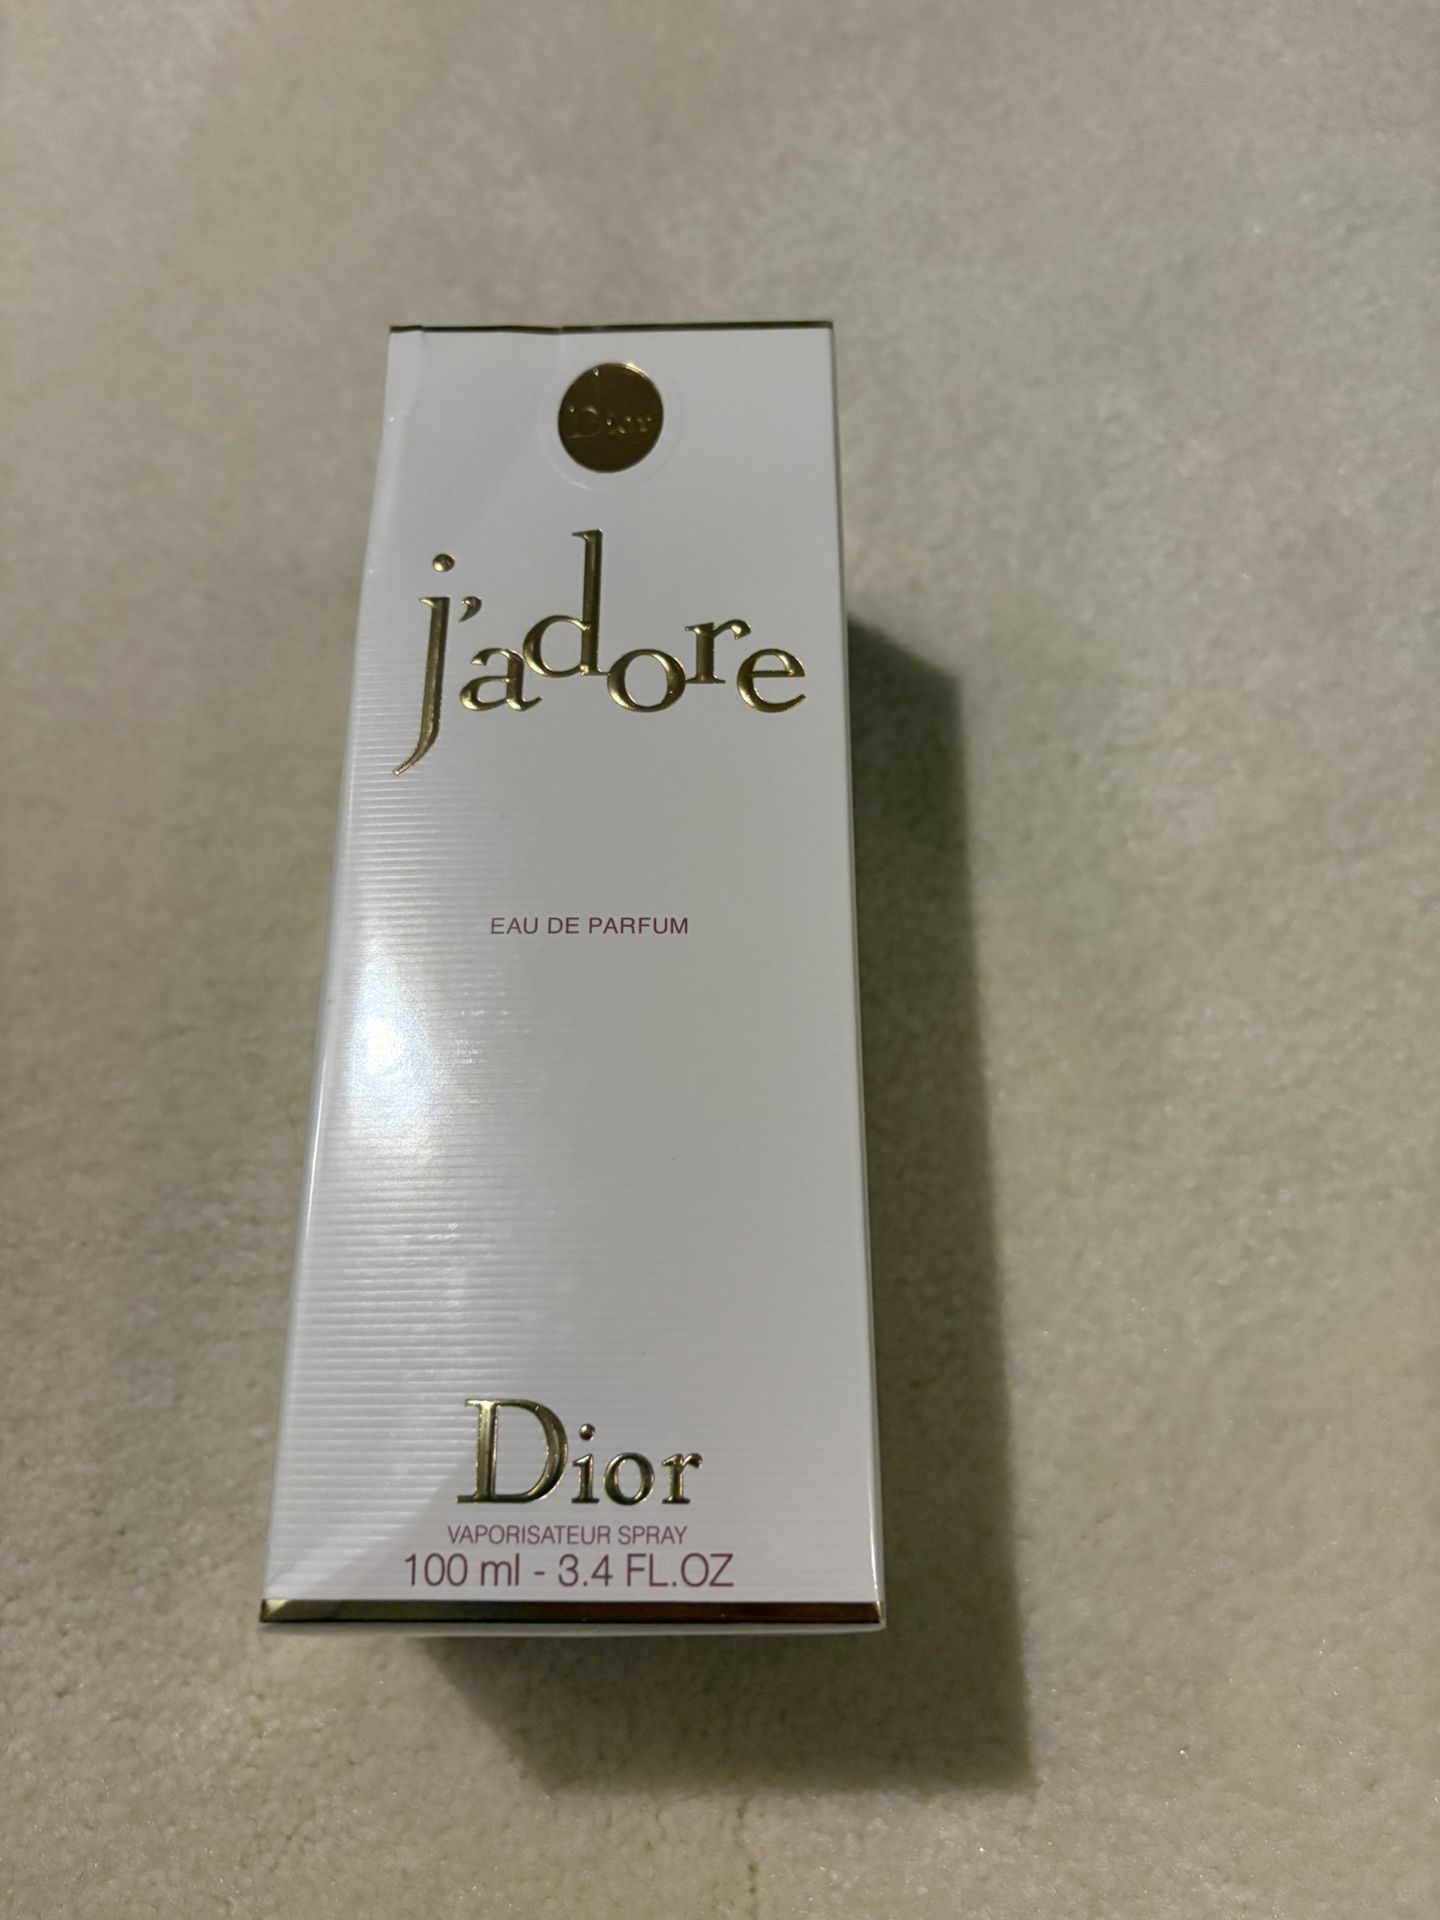 Dior
j'adore
EAU DE PARFUM
Dior
VAPORISATEUR SPRAY
100 ml - 3.4 FL.OZ